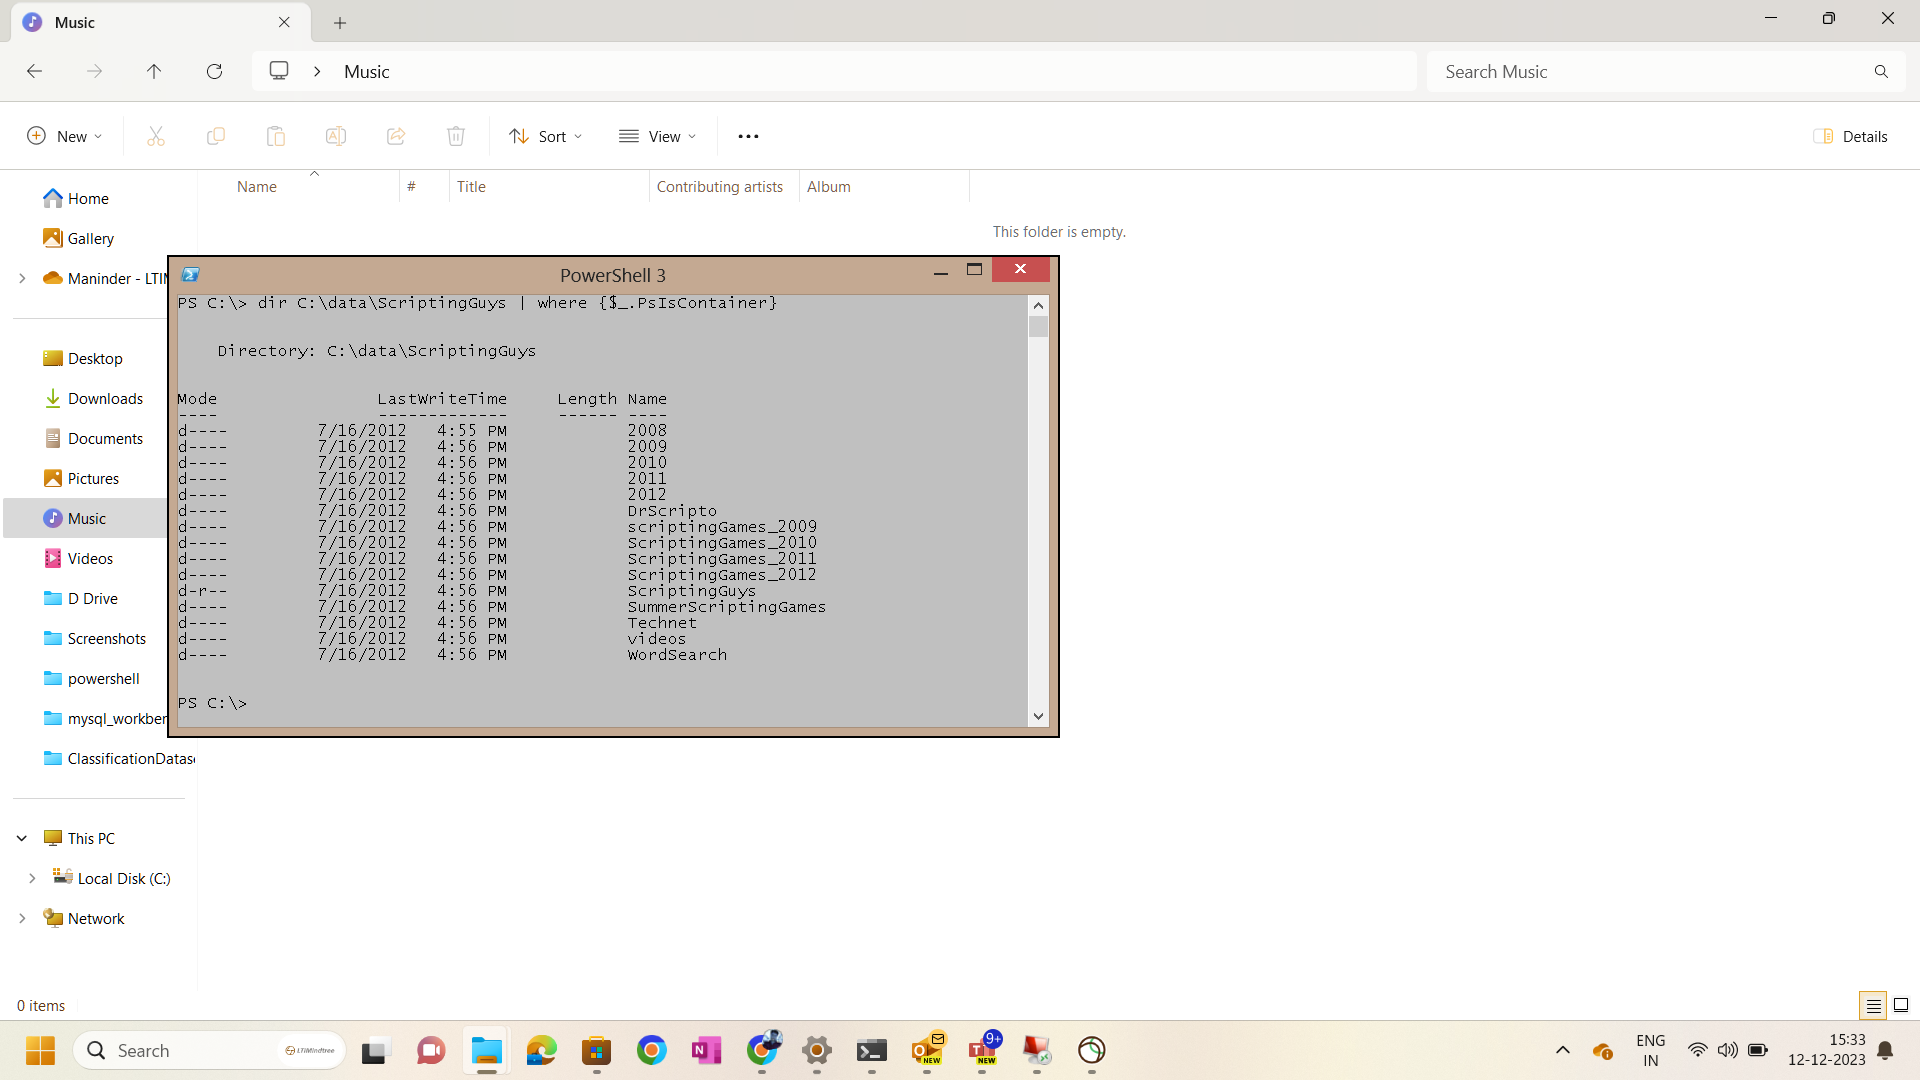 Music
Music
Search Music
New
Sort
View
Details
Name # Title Contributing artists Album
This folder is empty.
Home
Gallery
Maninder - LTIM
Desktop
Downloads
Documents
Pictures
Music
Videos
D Drive
Screenshots
powershell
mysql_workben
ClassificationDatase
This PC
Local Disk (C:)
Network
0 items
PowerShell 3
PS C:\> dir C:\data\ScriptingGuys | where {$_.PsIsContainer}
Directory: C:\data\ScriptingGuys
Mode LastWriteTime Length Name
---- ------------- ------ ----
d---- 7/16/2012 4:55 PM 2008
d---- 7/16/2012 4:56 PM 2009
d---- 7/16/2012 4:56 PM 2010
d---- 7/16/2012 4:56 PM 2011
d---- 7/16/2012 4:56 PM 2012
d---- 7/16/2012 4:56 PM DrScripto
d---- 7/16/2012 4:56 PM scriptingGames_2009
d---- 7/16/2012 4:56 PM ScriptingGames_2010
d---- 7/16/2012 4:56 PM ScriptingGames_2011
d---- 7/16/2012 4:56 PM ScriptingGames_2012
d-r-- 7/16/2012 4:56 PM ScriptingGuys
d---- 7/16/2012 4:56 PM SummerScriptingGames
d---- 7/16/2012 4:56 PM Technet
d---- 7/16/2012 4:56 PM videos
d---- 7/16/2012 4:56 PM WordSearch
PS C:\>
Search LTIMindtree
NEW
9+
NEW
ENG
IN
15:33
12-12-2023